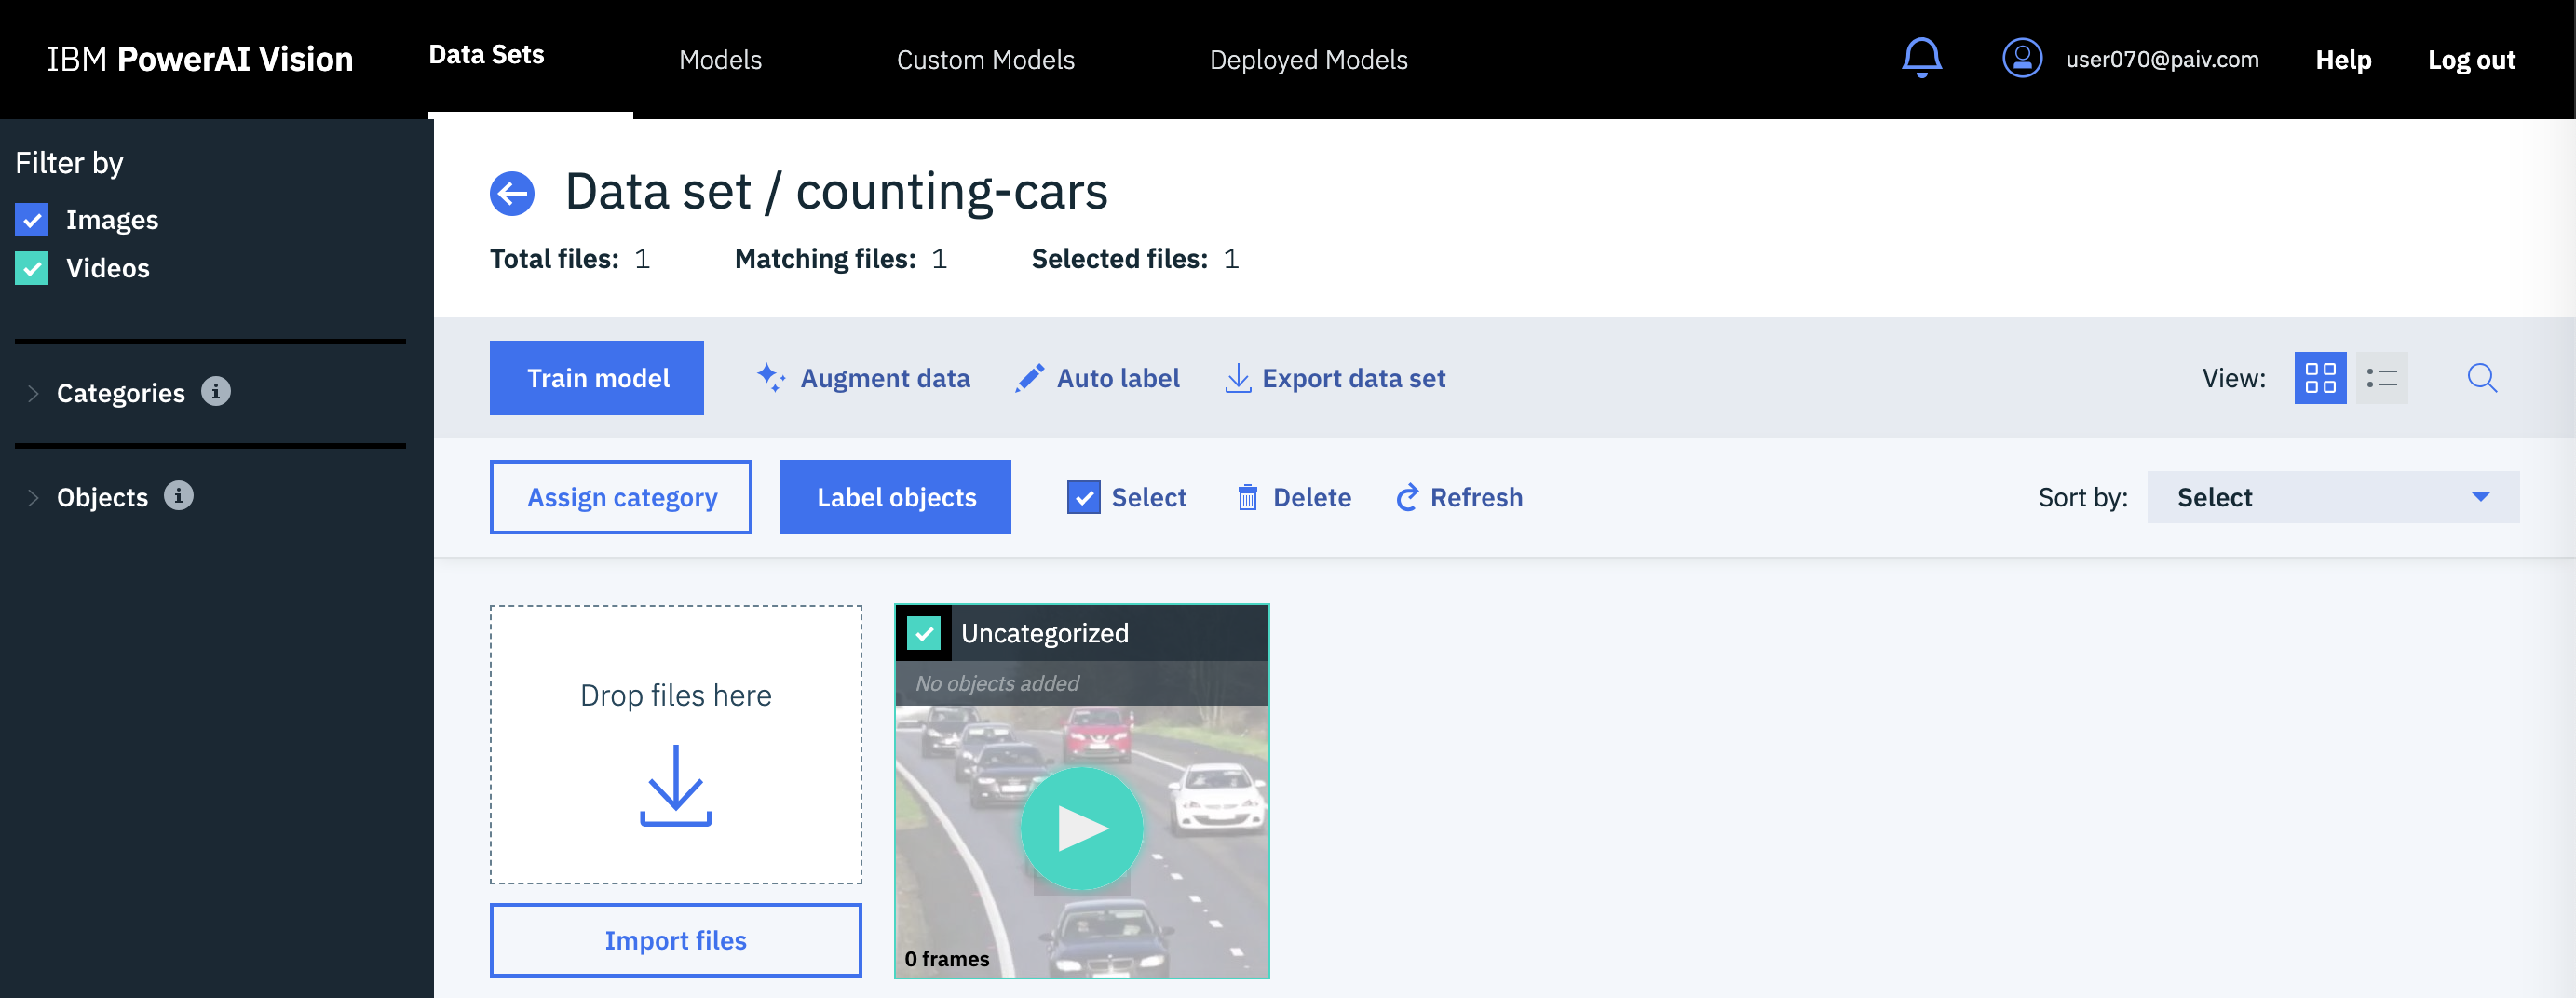 IBM PowerAI Vision
Data Sets
Models
Custom Models
Deployed Models
user070@paiv.com
Help
Log out
Filter by
Images
Videos
Categories
Objects
Data set / counting-cars
Total files: 1
Matching files: 1
Selected files: 1
Train model
Augment data
Auto label
Export data set
View:
Assign category
Label objects
Select
Delete
Refresh
Sort by:
Select
Drop files here
Import files
Uncategorized
No objects added
0 frames